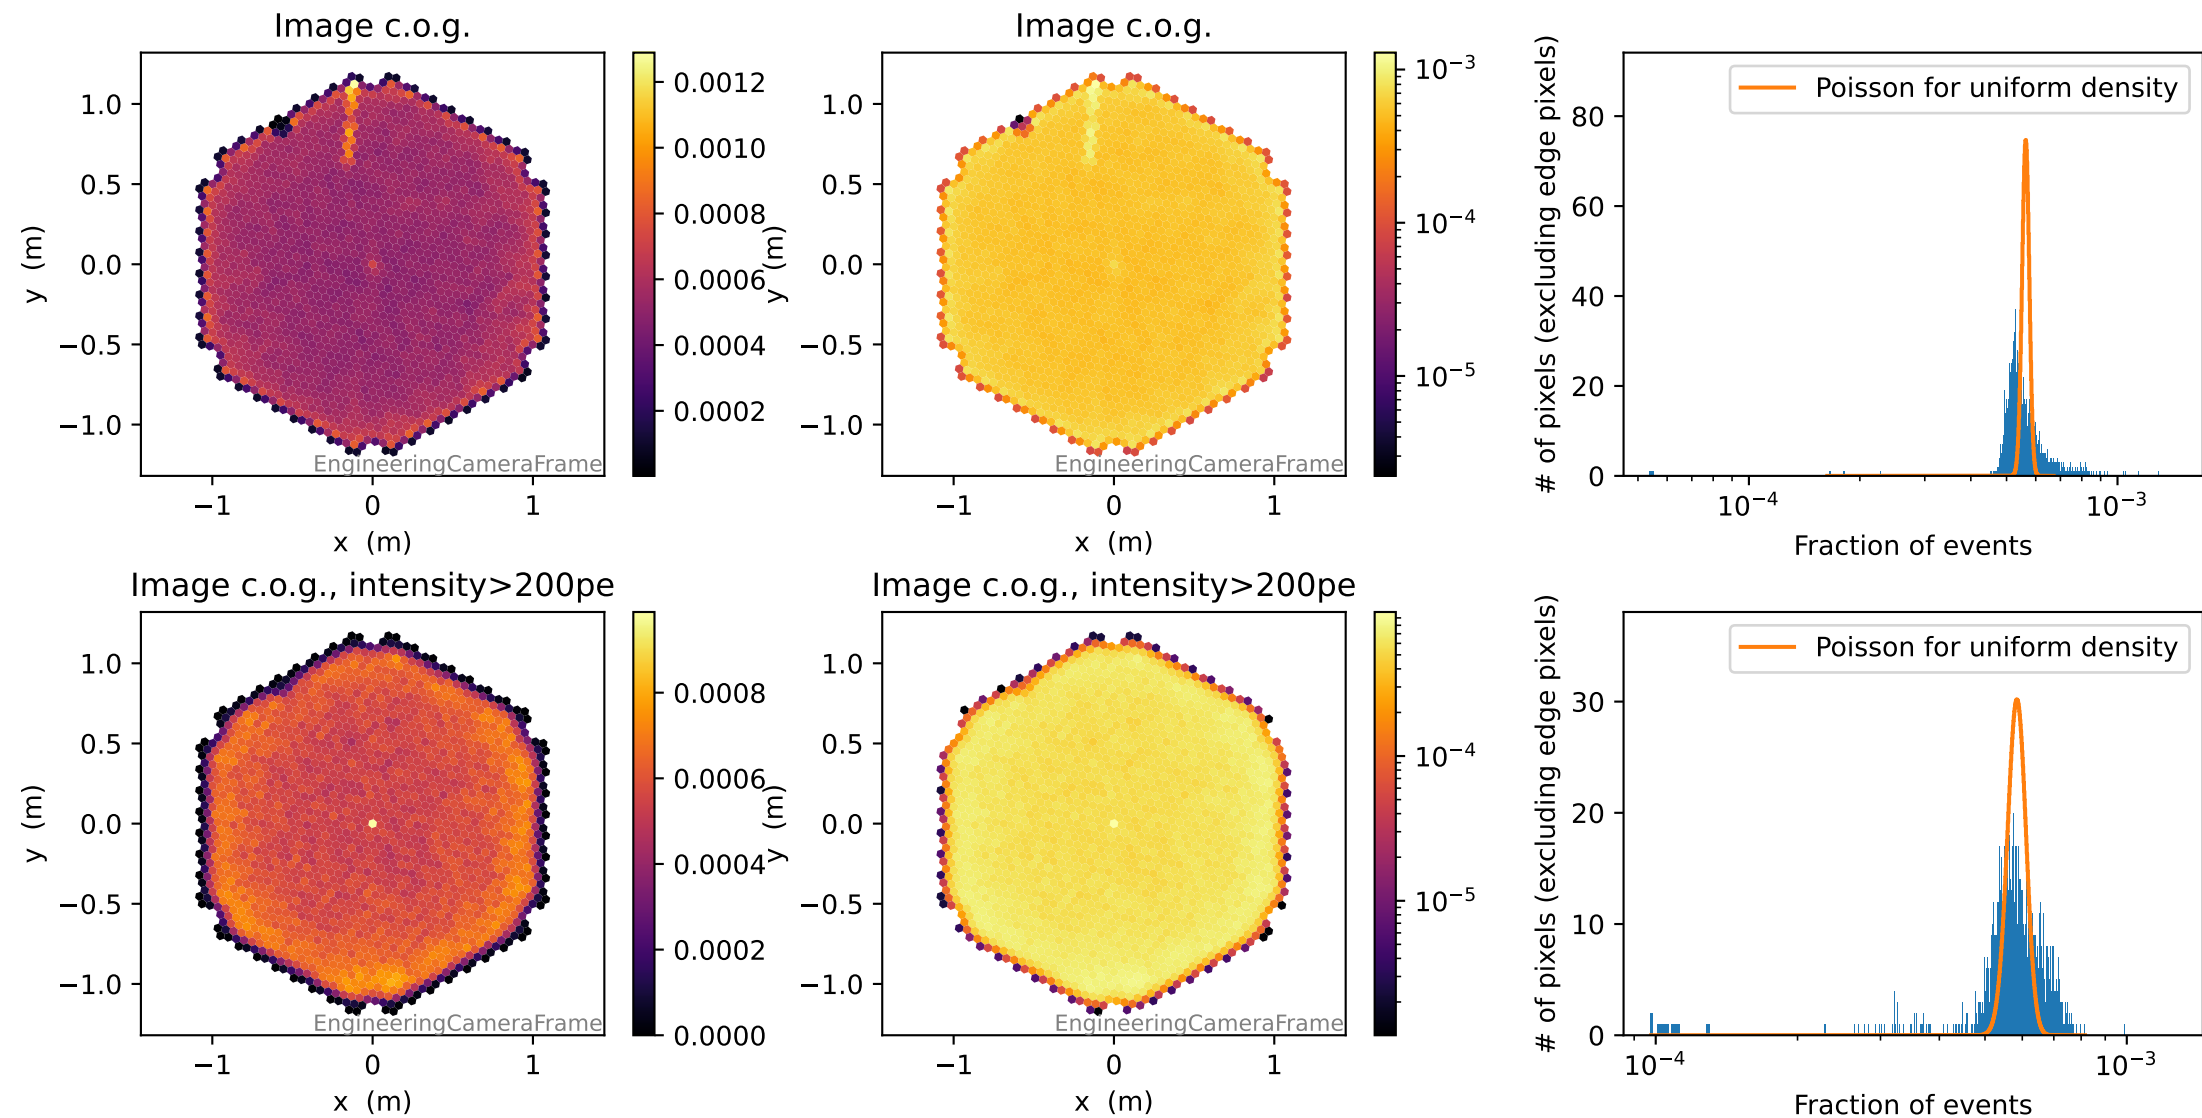 Image c.o.g.
1.0
0.5
0.0
−0.5
−1.0
y (m)
−1
0
1
x (m)
EngineeringCameraFrame
0.0012
0.0010
0.0008
0.0006
0.0004
0.0002
Image c.o.g.
1.0
0.5
0.0
−0.5
−1.0
y (m)
−1
0
1
x (m)
EngineeringCameraFrame
10−3
10−4
10−5
# of pixels (excluding edge pixels)
80
60
40
20
0
Poisson for uniform density
10−4
10−3
Fraction of events
Image c.o.g., intensity>200pe
1.0
0.5
0.0
−0.5
−1.0
y (m)
−1
0
1
x (m)
EngineeringCameraFrame
0.0008
0.0006
0.0004
0.0002
0.0000
Image c.o.g., intensity>200pe
1.0
0.5
0.0
−0.5
−1.0
y (m)
−1
0
1
x (m)
EngineeringCameraFrame
10−4
10−5
# of pixels (excluding edge pixels)
30
20
10
0
Poisson for uniform density
10−4
10−3
Fraction of events